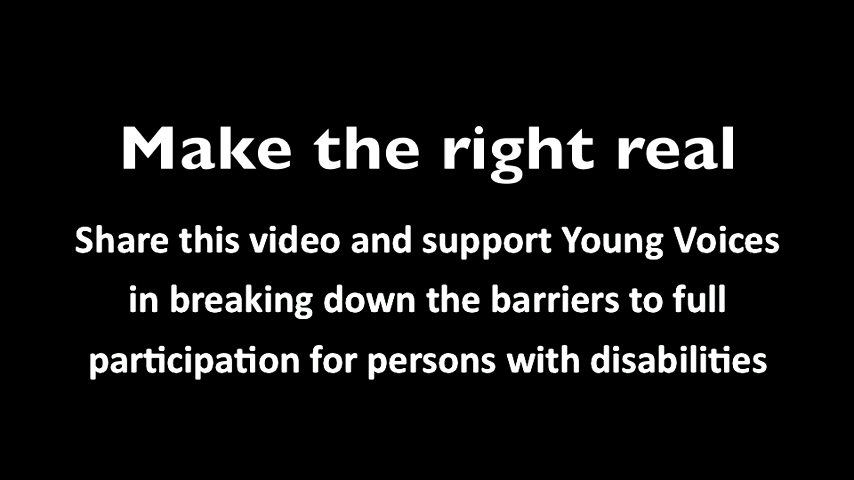 Make the right real
Share this video and support Young Voices
in breaking down the barriers to full
participation for persons with disabilities